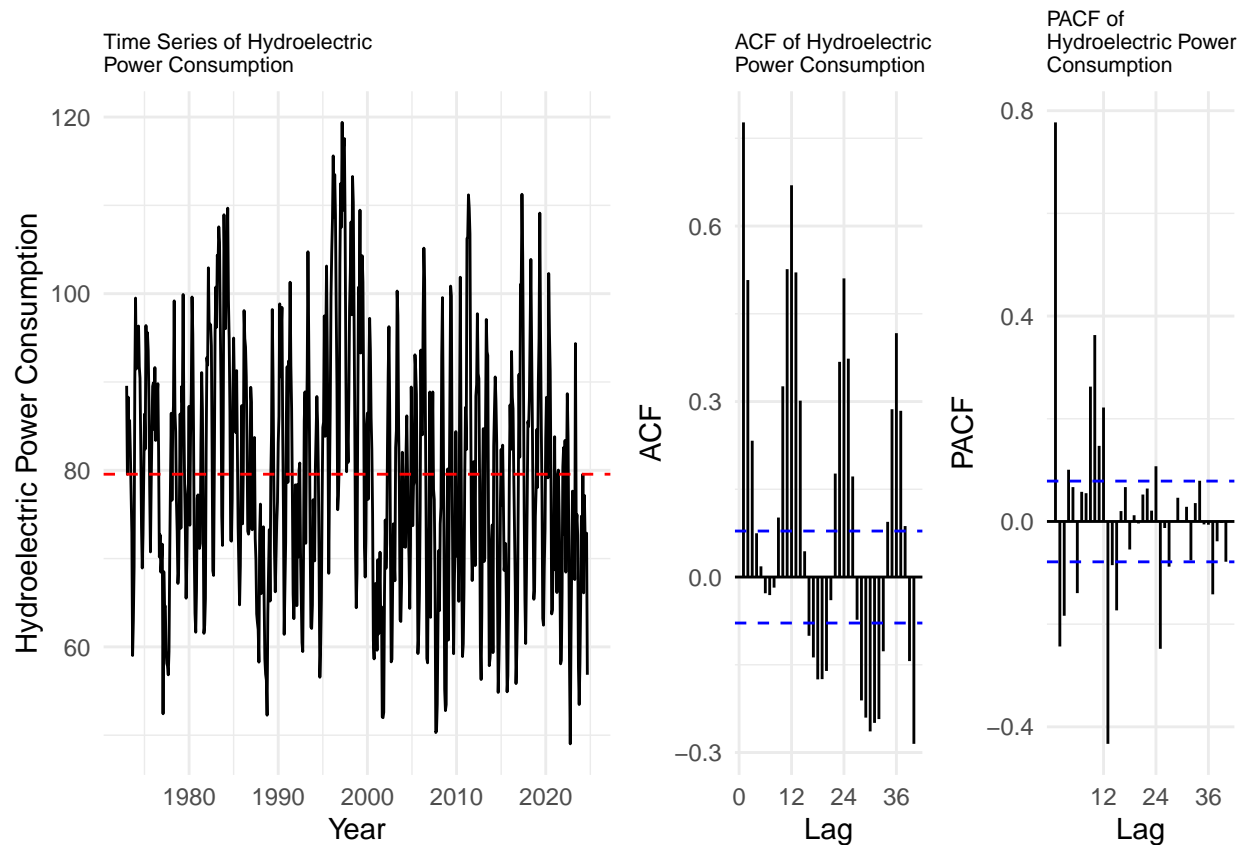 Time Series of Hydroelectric
Power Consumption
Hydroelectric Power Consumption
120
100
80
60
1980 1990 2000 2010 2020
Year
ACF of Hydroelectric
Power Consumption
ACF
0.6
0.3
0.0
−0.3
0 12 24 36
Lag
PACF of
Hydroelectric Power
Consumption
PACF
0.8
0.4
0.0
−0.4
12 24 36
Lag